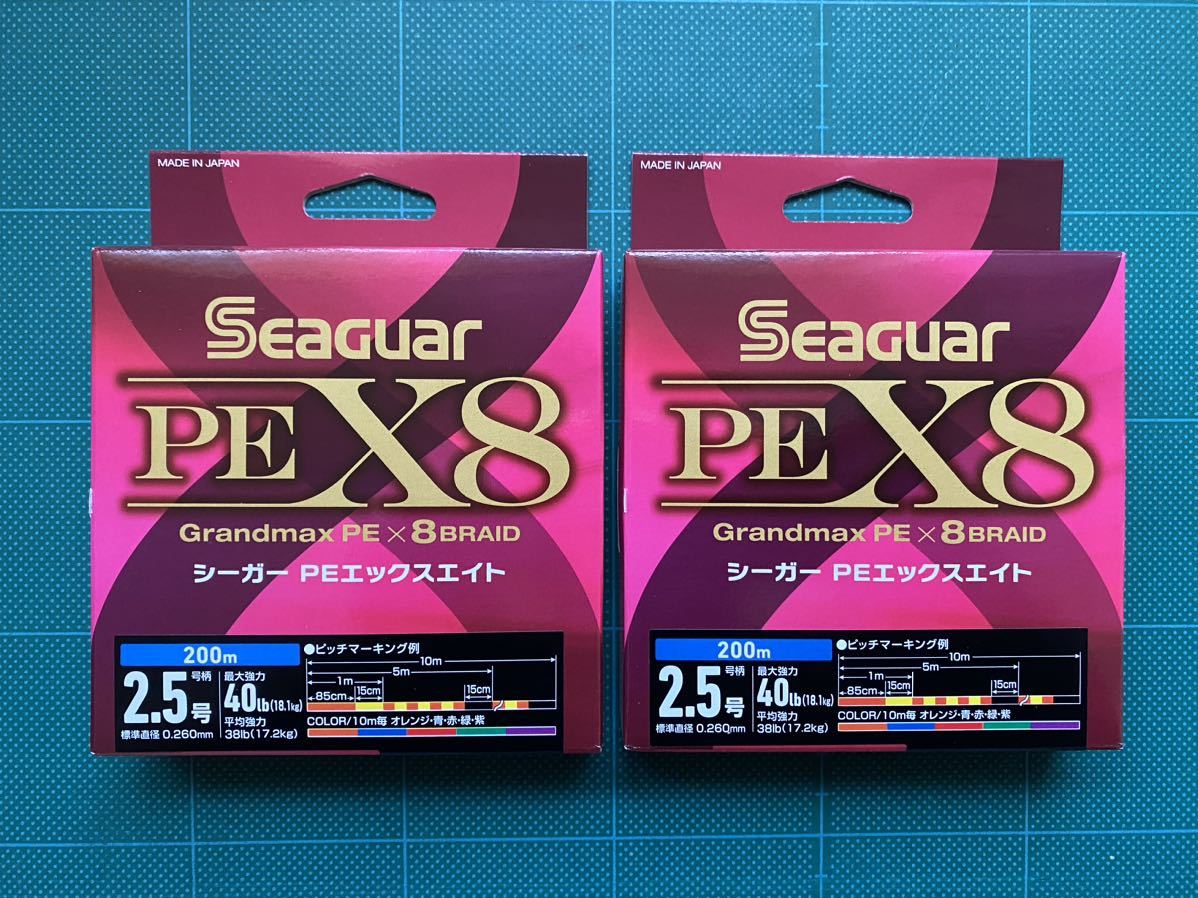 MADE IN JAPAN
Seaguar
PE X8
Grandmax PE × 8 BRAID
シーガー PEエックスエイト
200m
号柄
2.5号
標準直径 0.260mm
最大強力
40lb(18.1kg)
平均強力
38lb(17.2kg)
●ピッチマーキング例
10m
5m
1m
85cm 15cm 15cm
COLOR/10m毎 オレンジ・青・赤・緑・紫
MADE IN JAPAN
Seaguar
PE X8
Grandmax PE × 8 BRAID
シーガー PEエックスエイト
200m
号柄
2.5号
標準直径 0.260mm
最大強力
40lb(18.1kg)
平均強力
38lb(17.2kg)
●ピッチマーキング例
10m
5m
1m
85cm 15cm 15cm
COLOR/10m毎 オレンジ・青・赤・緑・紫